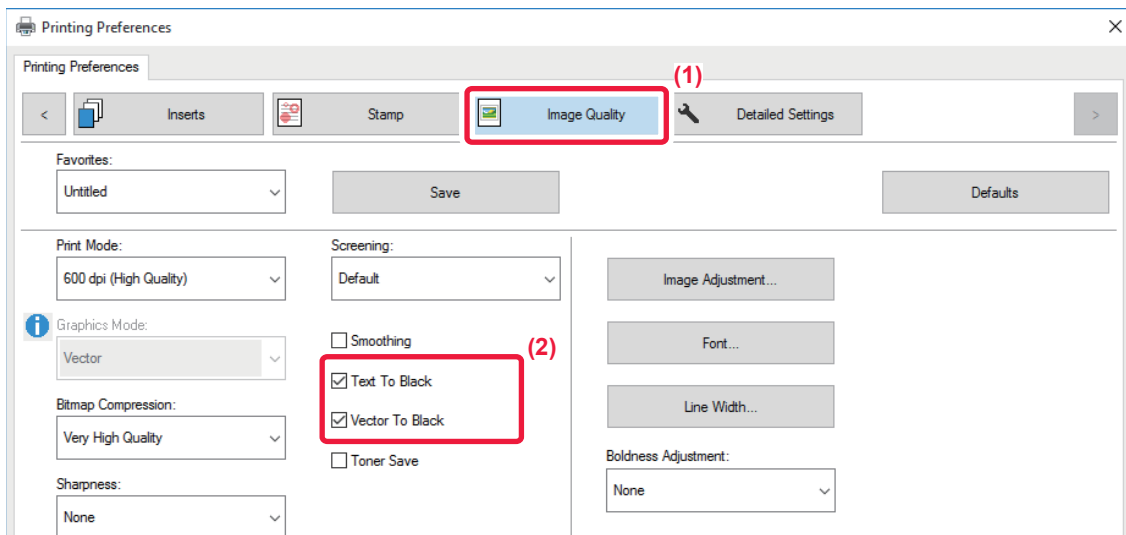 Printing Preferences
Printing Preferences
(1)
< Inserts Stamp Image Quality Detailed Settings >
Favorites:
Untitled Save Defaults
Print Mode: Screening:
600 dpi (High Quality) Default Image Adjustment...
Graphics Mode:
Vector
Smoothing
Font...
(2)
Text To Black
Bitmap Compression:
Very High Quality
Vector To Black
Line Width...
Toner Save
Boldness Adjustment:
Sharpness:
None
None